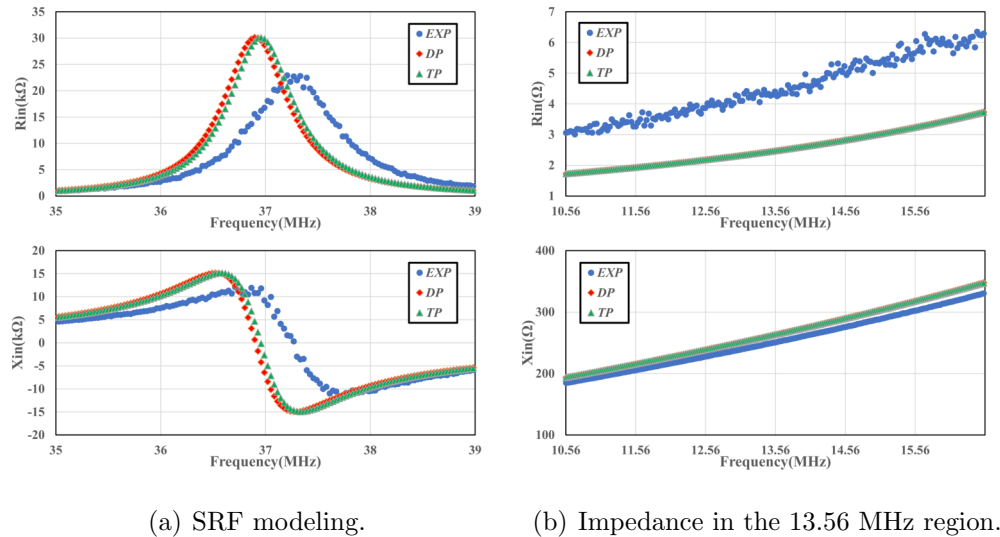 35
30
25
20
15
10
5
0
Rin(kΩ)
EXP
DP
TP
35 36 37 38 39
Frequency(MHz)
7
6
5
4
3
2
1
Rin(Ω)
EXP
DP
TP
10.56 11.56 12.56 13.56 14.56 15.56
Frequency(MHz)
20
15
10
5
0
-5
-10
-15
-20
Xin(kΩ)
EXP
DP
TP
35 36 37 38 39
Frequency(MHz)
400
300
200
100
Xin(Ω)
EXP
DP
TP
10.56 11.56 12.56 13.56 14.56 15.56
Frequency(MHz)
(a) SRF modeling.
(b) Impedance in the 13.56 MHz region.